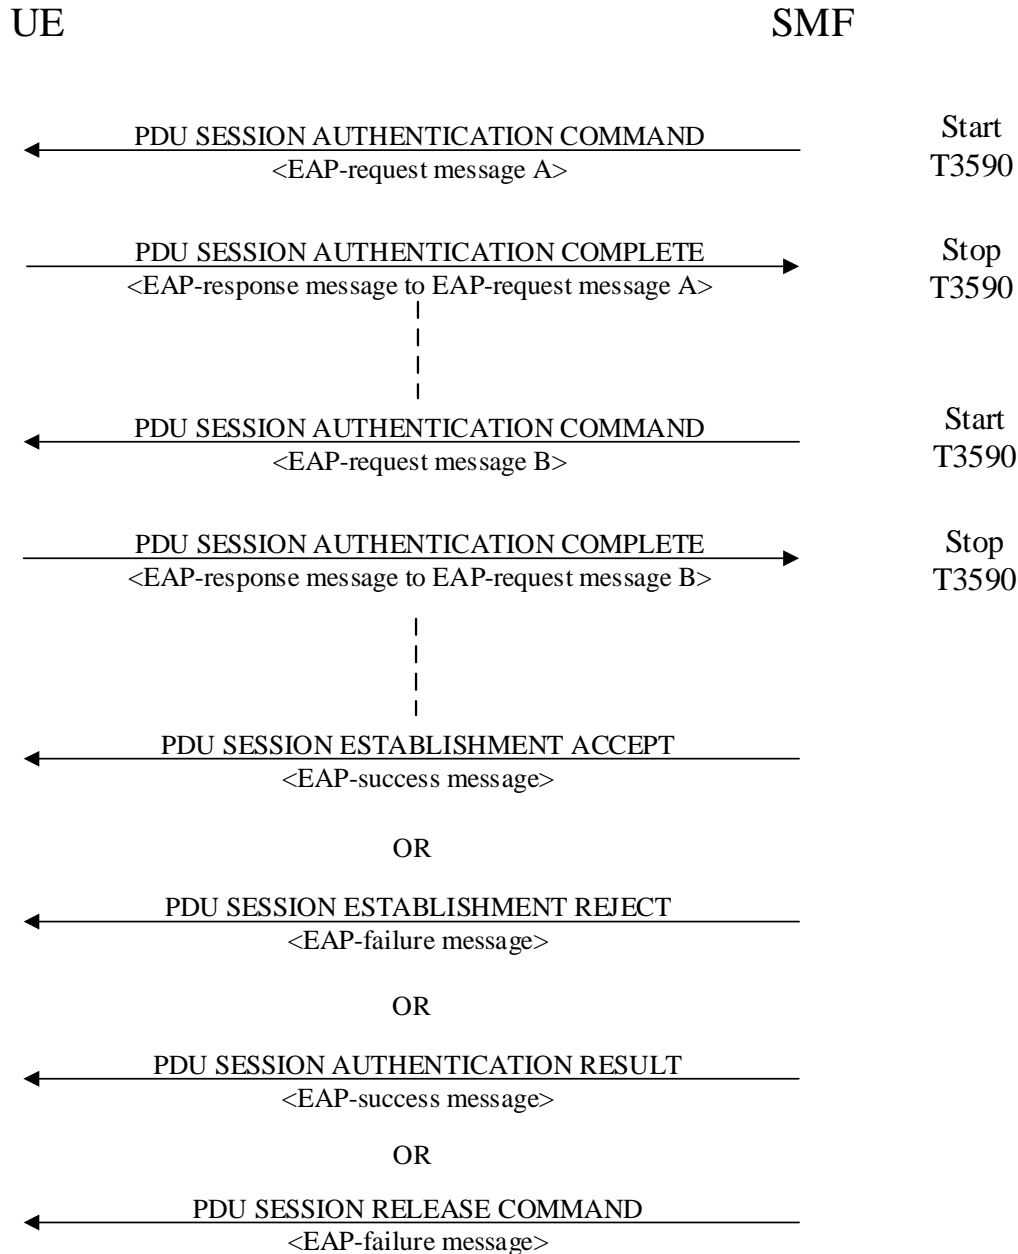 UE SMF
PDU SESSION AUTHENTICATION COMMAND
<EAP-request message A>
Start
T3590
PDU SESSION AUTHENTICATION COMPLETE
<EAP-response message to EAP-request message A>
Stop
T3590
PDU SESSION AUTHENTICATION COMMAND
<EAP-request message B>
Start
T3590
PDU SESSION AUTHENTICATION COMPLETE
<EAP-response message to EAP-request message B>
Stop
T3590
PDU SESSION ESTABLISHMENT ACCEPT
<EAP-success message>
OR
PDU SESSION ESTABLISHMENT REJECT
<EAP-failure message>
OR
PDU SESSION AUTHENTICATION RESULT
<EAP-success message>
OR
PDU SESSION RELEASE COMMAND
<EAP-failure message>